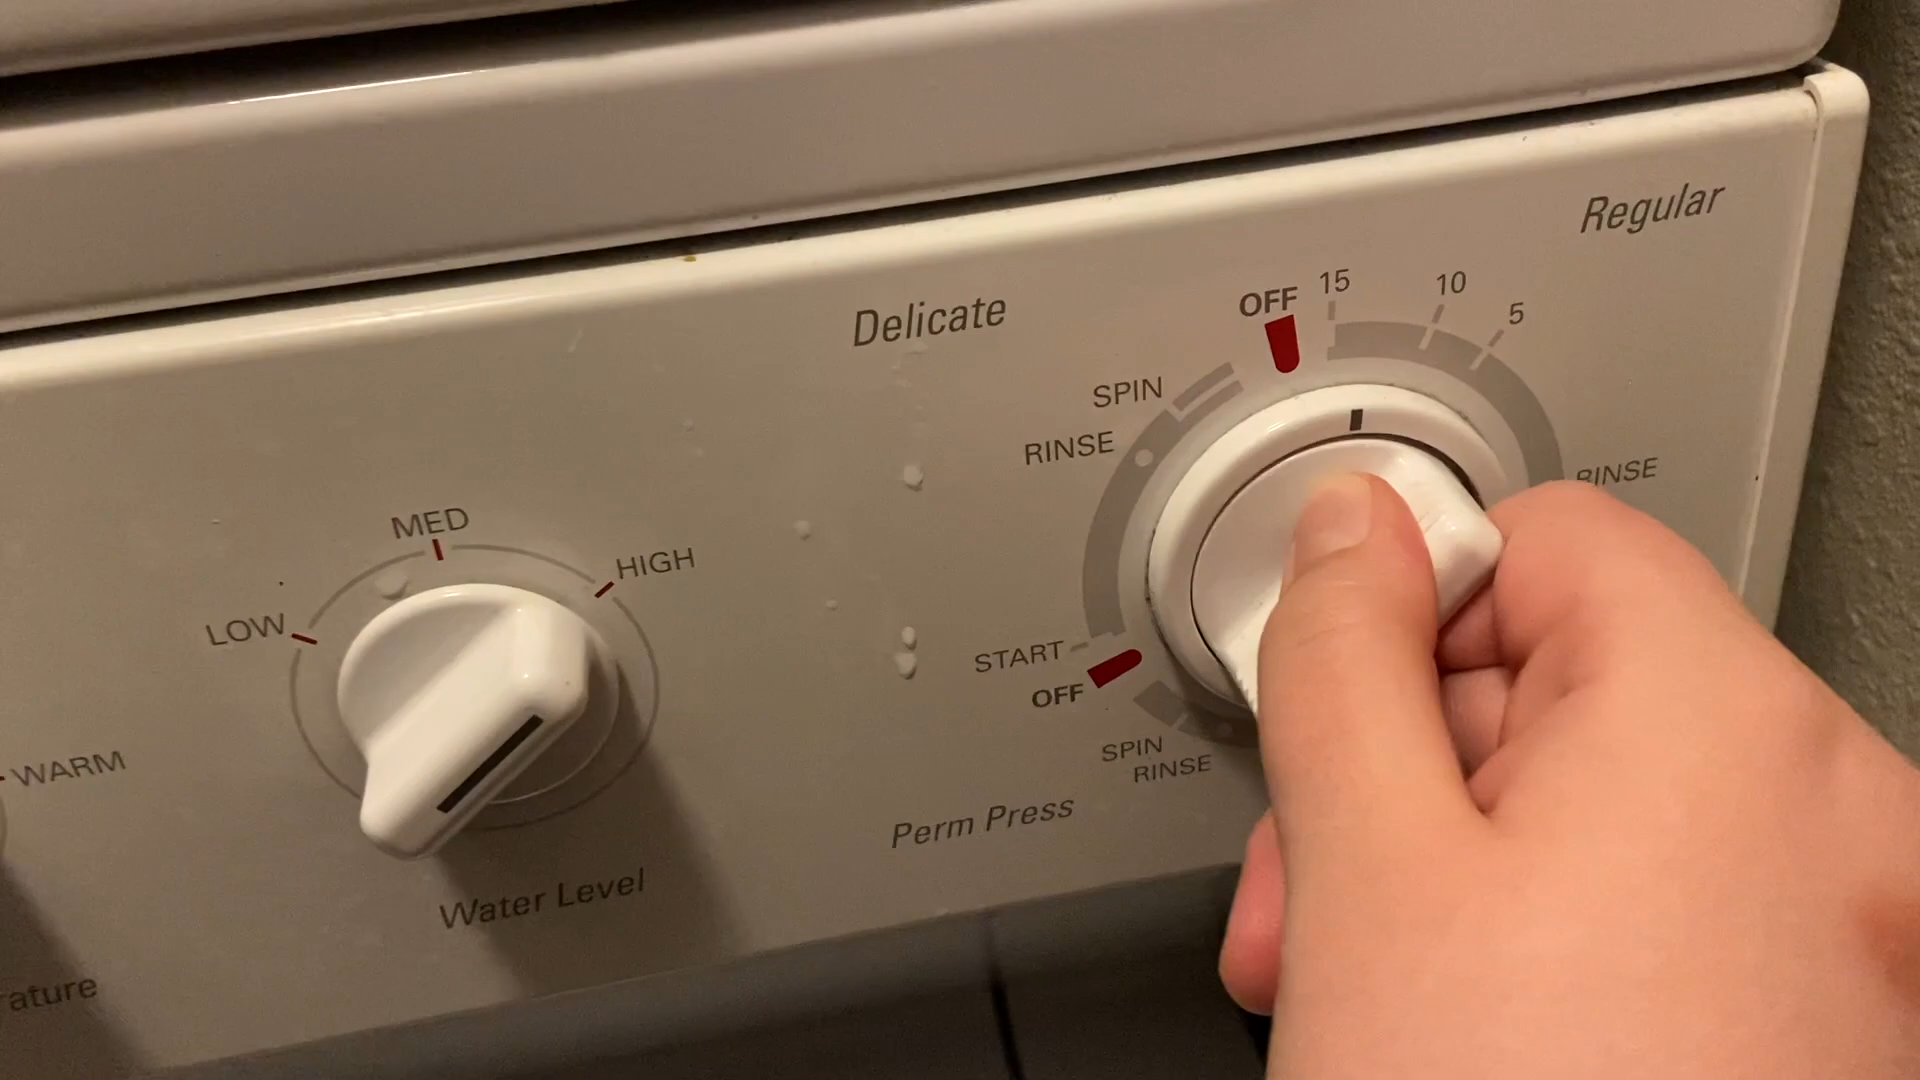 Regular
Delicate
OFF
15
10
5
SPIN
RINSE
RINSE
MED
HIGH
LOW
START
OFF
SPIN
RINSE
WARM
Perm Press
Water Level
rature